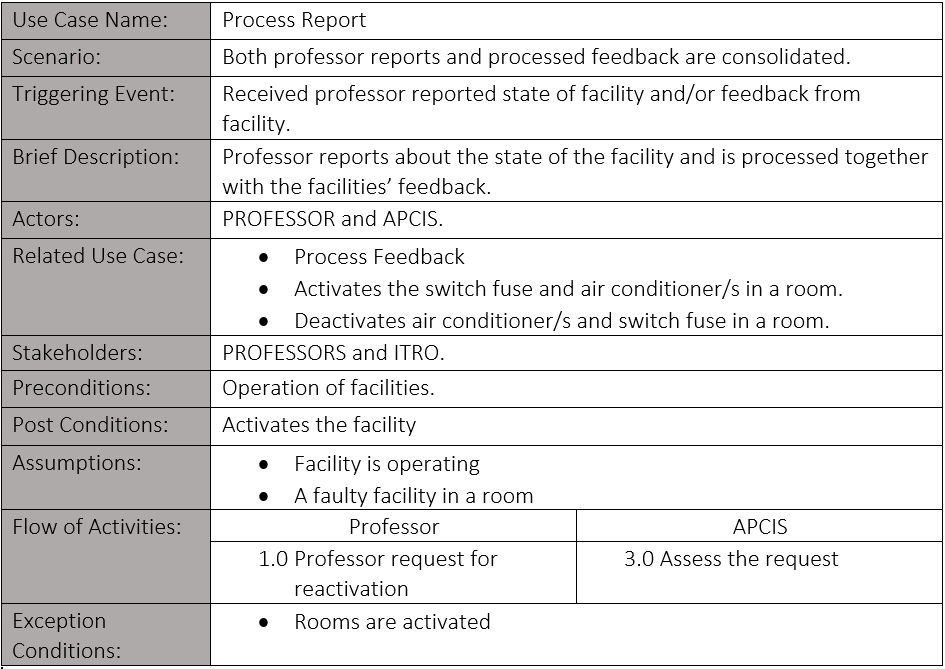 Use Case Name: Process Report
Scenario: Both professor reports and processed feedback are consolidated.
Triggering Event: Received professor reported state of facility and/or feedback from
facility.
Brief Description: Professor reports about the state of the facility and is processed together
with the facilities’ feedback.
Actors: PROFESSOR and APCIS.
Related Use Case: • Process Feedback
• Activates the switch fuse and air conditioner/s in a room.
• Deactivates air conditioner/s and switch fuse in a room.
Stakeholders: PROFESSORS and ITRO.
Preconditions: Operation of facilities.
Post Conditions: Activates the facility
Assumptions: • Facility is operating
• A faulty facility in a room
Flow of Activities: Professor APCIS
1.0 Professor request for 3.0 Assess the request
reactivation
Exception • Rooms are activated
Conditions: